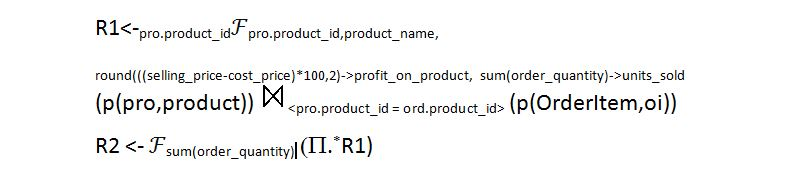 R1<-pro.product_idℱpro.product_id,product_name,
round(((selling_price-cost_price)*100,2)->profit_on_product, sum(order_quantity)->units_sold
(p(pro,product)) ⋈ <pro.product_id = ord.product_id> (p(OrderItem,oi))
R2 <- ℱsum(order_quantity)|(Π.*R1)